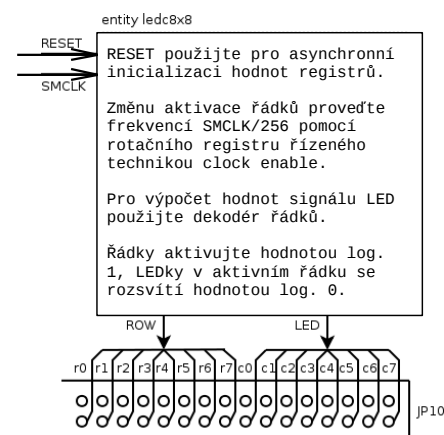 entity ledc8x8
RESET
SMCLK
RESET použijte pro asynchronní
inicializaci hodnot registrů.
Změnu aktivace řádků proveďte
frekvencí SMCLK/256 pomocí
rotačního registru řízeného
technikou clock enable.
Pro výpočet hodnot signálu LED
použijte dekodér řádků.
Řádky aktivujte hodnotou log.
1, LEDky v aktivním řádku se
rozsvítí hodnotou log. 0.
ROW LED
r0 r1 r2 r3 r4 r5 r6 r7 c0 c1 c2 c3 c4 c5 c6 c7
JP10